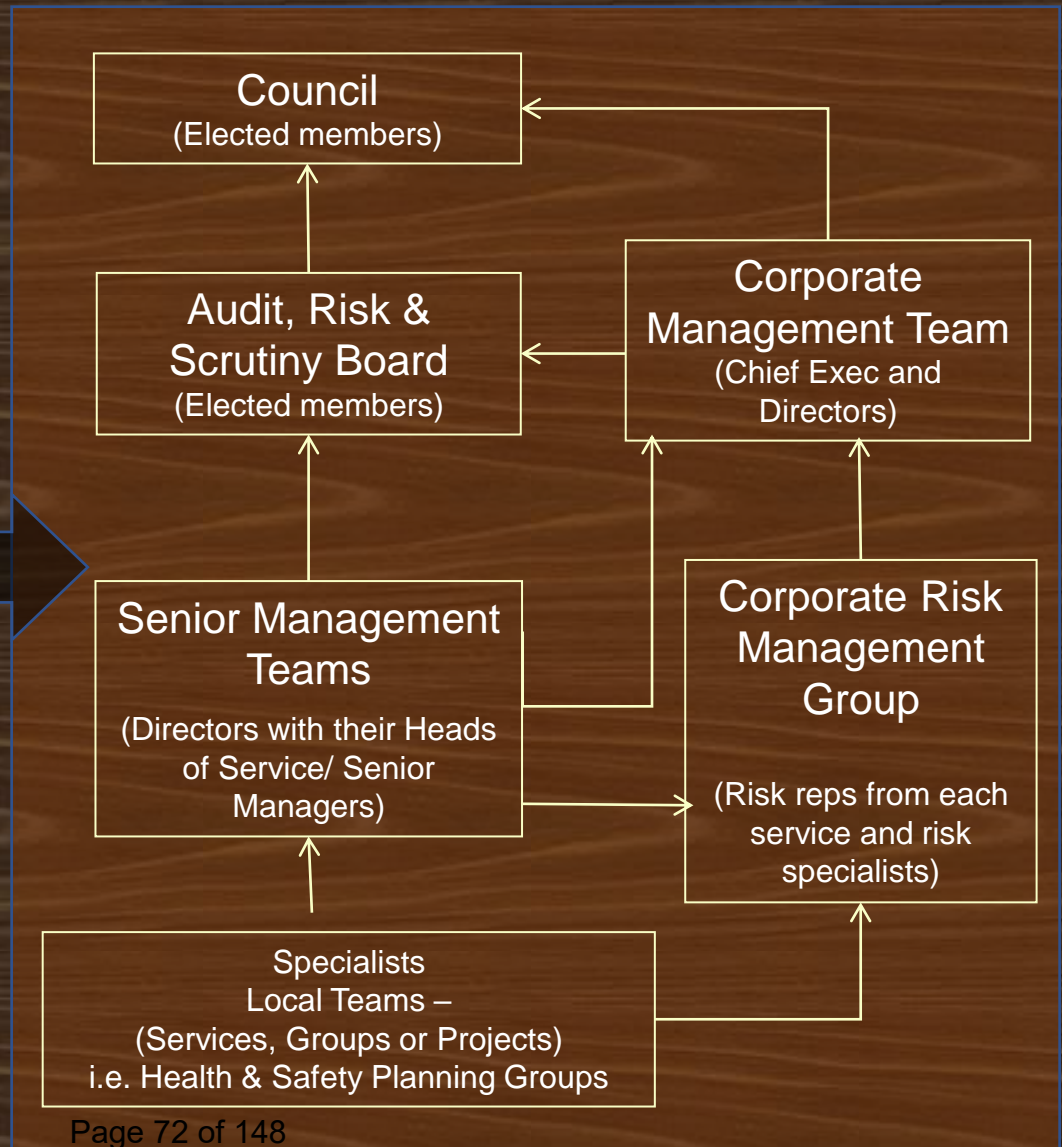 Council
(Elected members)
Audit, Risk &
Scrutiny Board
(Elected members)
Corporate
Management Team
(Chief Exec and
Directors)
Senior Management
Teams
(Directors with their Heads
of Service/ Senior
Managers)
Corporate Risk
Management
Group
(Risk reps from each
service and risk
specialists)
Specialists
Local Teams –
(Services, Groups or Projects)
i.e. Health & Safety Planning Groups
Page 72 of 148